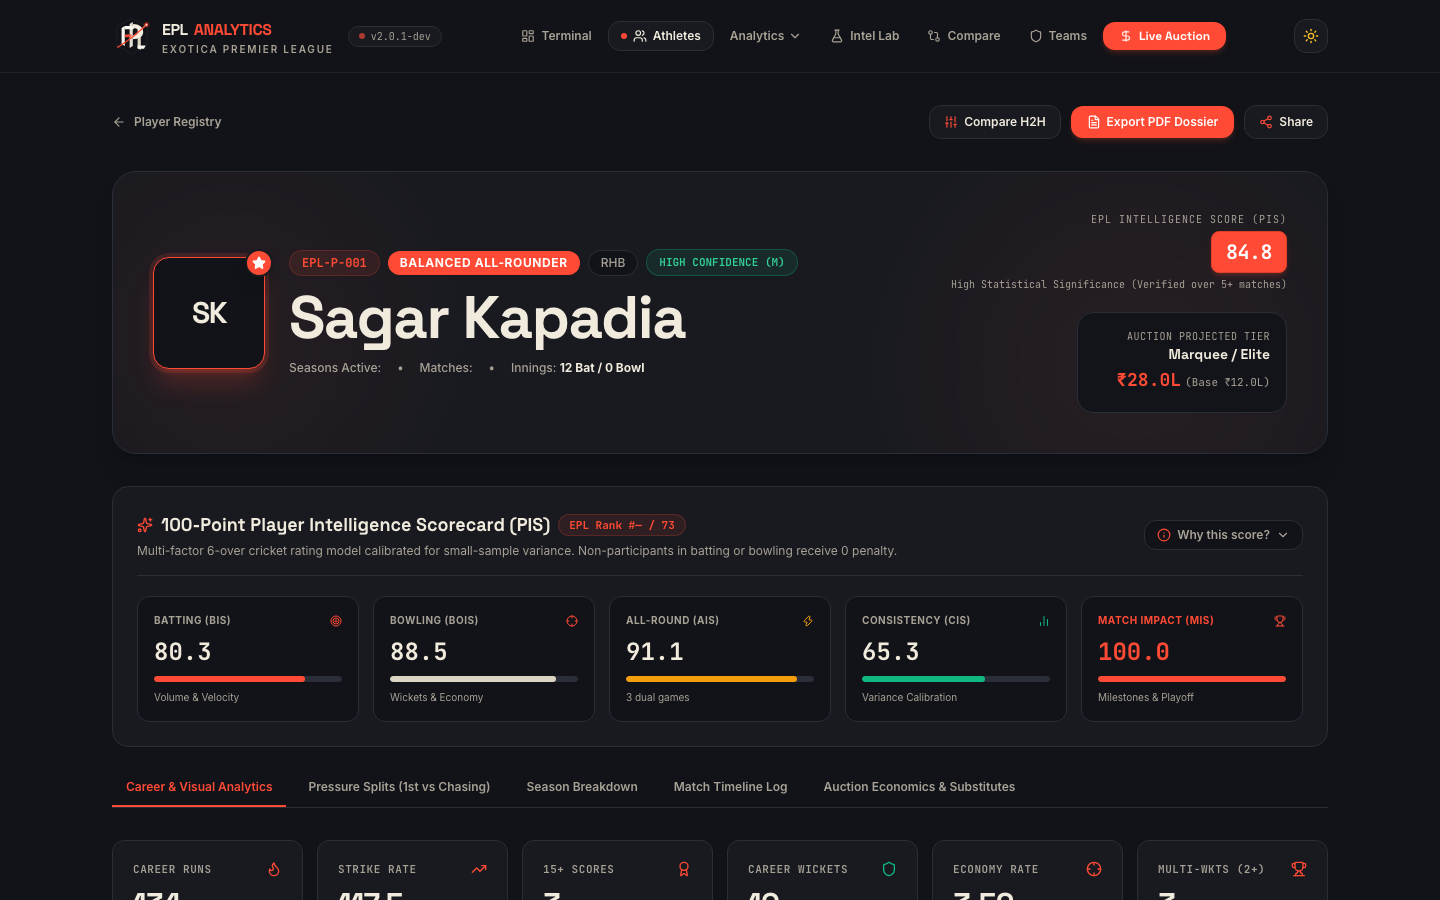 EPL ANALYTICS
EXOTICA PREMIER LEAGUE
v2.0.1-dev
Terminal
Athletes
Analytics
Intel Lab
Compare
Teams
Live Auction
Player Registry
Compare H2H
Export PDF Dossier
Share
SK
EPL-P-001
BALANCED ALL-ROUNDER
RHB
HIGH CONFIDENCE (M)
Sagar Kapadia
Seasons Active: • Matches: • Innings: 12 Bat / 0 Bowl
EPL INTELLIGENCE SCORE (PIS)
84.8
High Statistical Significance (Verified over 5+ matches)
AUCTION PROJECTED TIER
Marquee / Elite
₹28.0L (Base ₹12.0L)
100-Point Player Intelligence Scorecard (PIS)
EPL Rank #— / 73
Multi-factor 6-over cricket rating model calibrated for small-sample variance. Non-participants in batting or bowling receive 0 penalty.
Why this score?
BATTING (BIS)
80.3
Volume & Velocity
BOWLING (BOIS)
88.5
Wickets & Economy
ALL-ROUND (AIS)
91.1
3 dual games
CONSISTENCY (CIS)
65.3
Variance Calibration
MATCH IMPACT (MIS)
100.0
Milestones & Playoff
Career & Visual Analytics
Pressure Splits (1st vs Chasing)
Season Breakdown
Match Timeline Log
Auction Economics & Substitutes
CAREER RUNS
STRIKE RATE
15+ SCORES
CAREER WICKETS
ECONOMY RATE
MULTI-WKTS (2+)